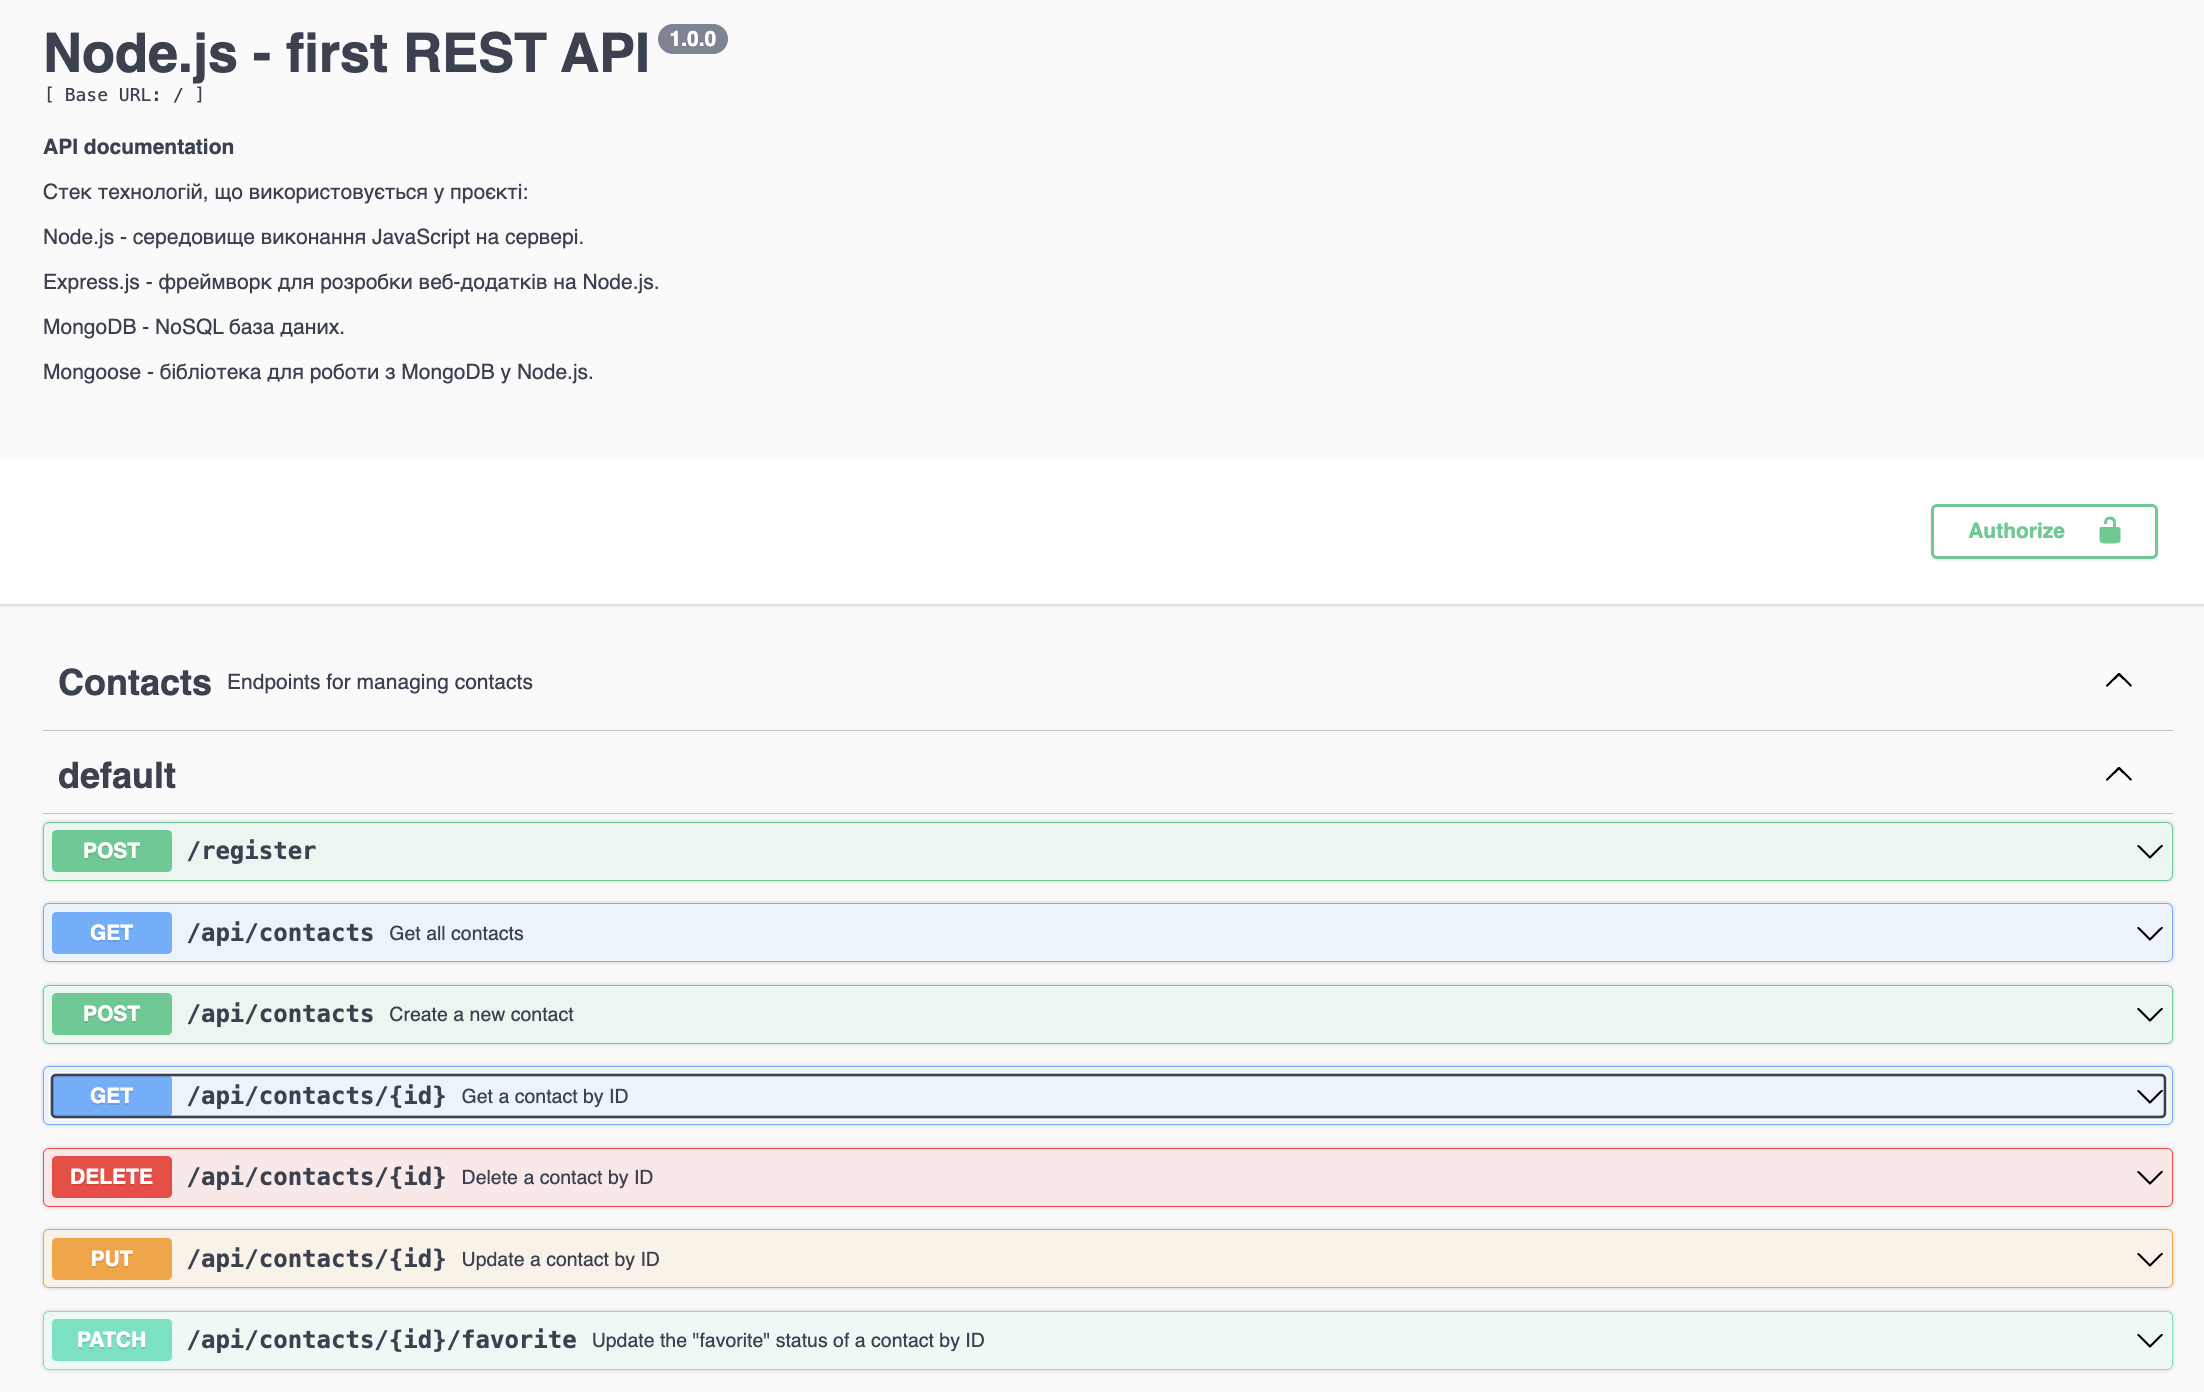 Node.js - first REST API 1.0.0
[ Base URL: / ]
API documentation
Стек технологій, що використовується у проєкті:
Node.js - середовище виконання JavaScript на сервері.
Express.js - фреймворк для розробки веб-додатків на Node.js.
MongoDB - NoSQL база даних.
Mongoose - бібліотека для роботи з MongoDB у Node.js.
Authorize
Contacts Endpoints for managing contacts
default
POST /register
GET /api/contacts Get all contacts
POST /api/contacts Create a new contact
GET /api/contacts/{id} Get a contact by ID
DELETE /api/contacts/{id} Delete a contact by ID
PUT /api/contacts/{id} Update a contact by ID
PATCH /api/contacts/{id}/favorite Update the "favorite" status of a contact by ID